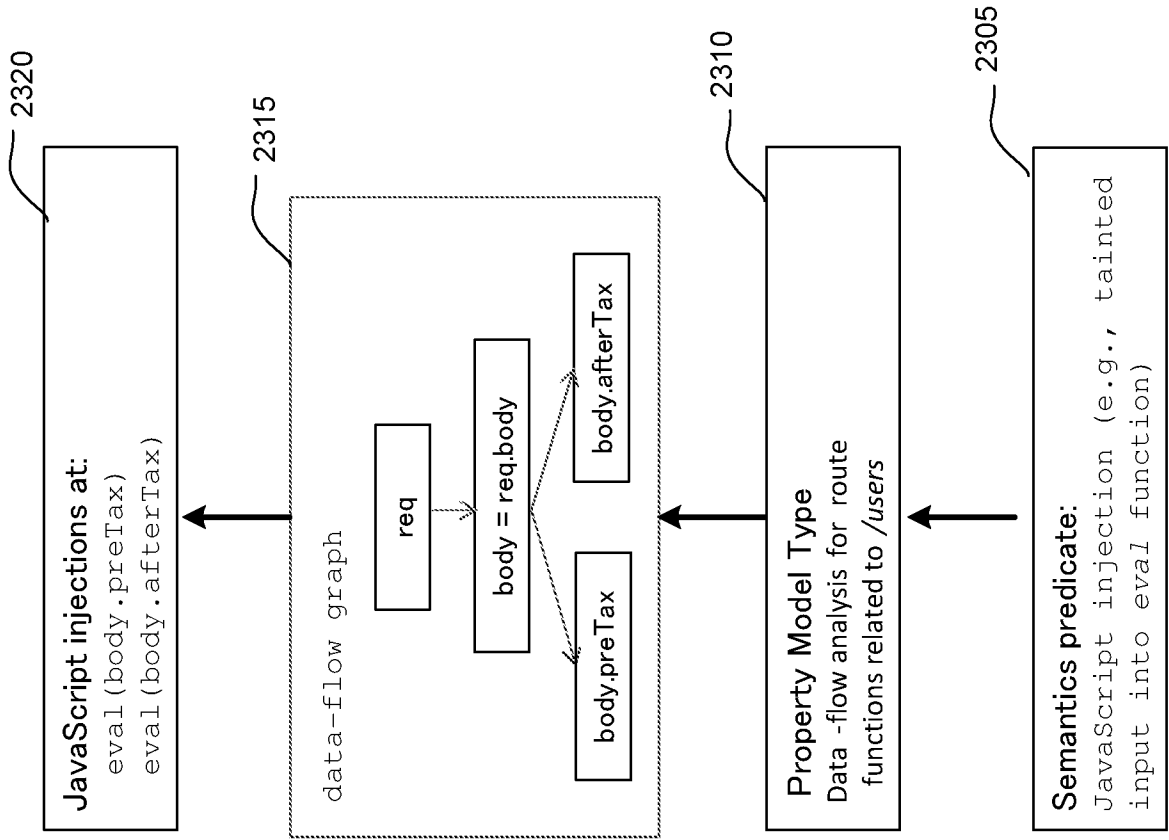 JavaScript injections at:
eval(body.preTax)
eval(body.afterTax)
2320
data-flow graph
2315
req
body = req.body
body.preTax
body.afterTax
Property Model Type
Data -flow analysis for route
functions related to /users
2310
Semantics predicate:
JavaScript injection (e.g., tainted
input into eval function)
2305